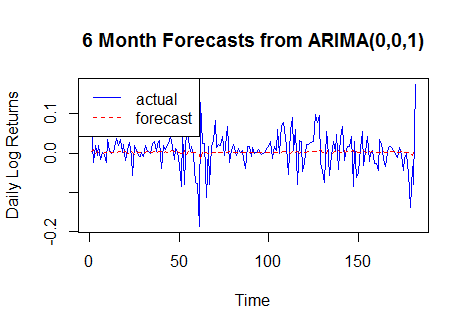 6 Month Forecasts from ARIMA(0,0,1)
actual
forecast
Daily Log Returns
0.1
0.0
-0.2
0
50
100
150
Time